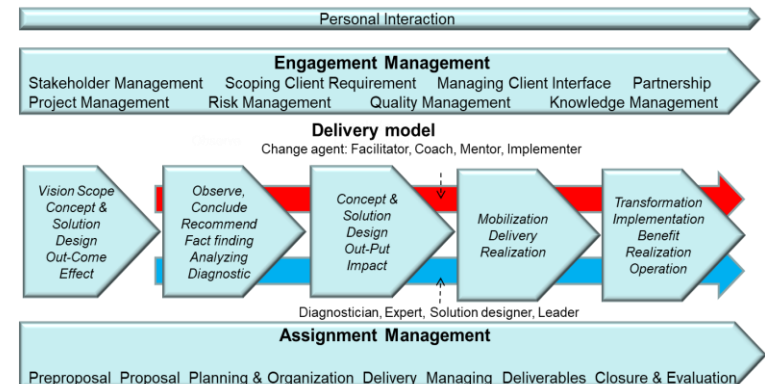 Personal Interaction
Engagement Management
Stakeholder Management Scoping Client Requirement Managing Client Interface Partnership
Project Management Risk Management Quality Management Knowledge Management
Delivery model
Change agent: Facilitator, Coach, Mentor, Implementer
Vision Scope
Concept &
Solution
Design
Out-Come
Effect
Observe,
Conclude
Recommend
Fact finding
Analyzing
Diagnostic
Concept &
Solution
Design
Out-Put
Impact
Mobilization
Delivery
Realization
Transformation
Implementation
Benefit
Realization
Operation
Diagnostician, Expert, Solution designer, Leader
Assignment Management
Preproposal Proposal Planning & Organization Delivery Managing Deliverables Closure & Evaluation